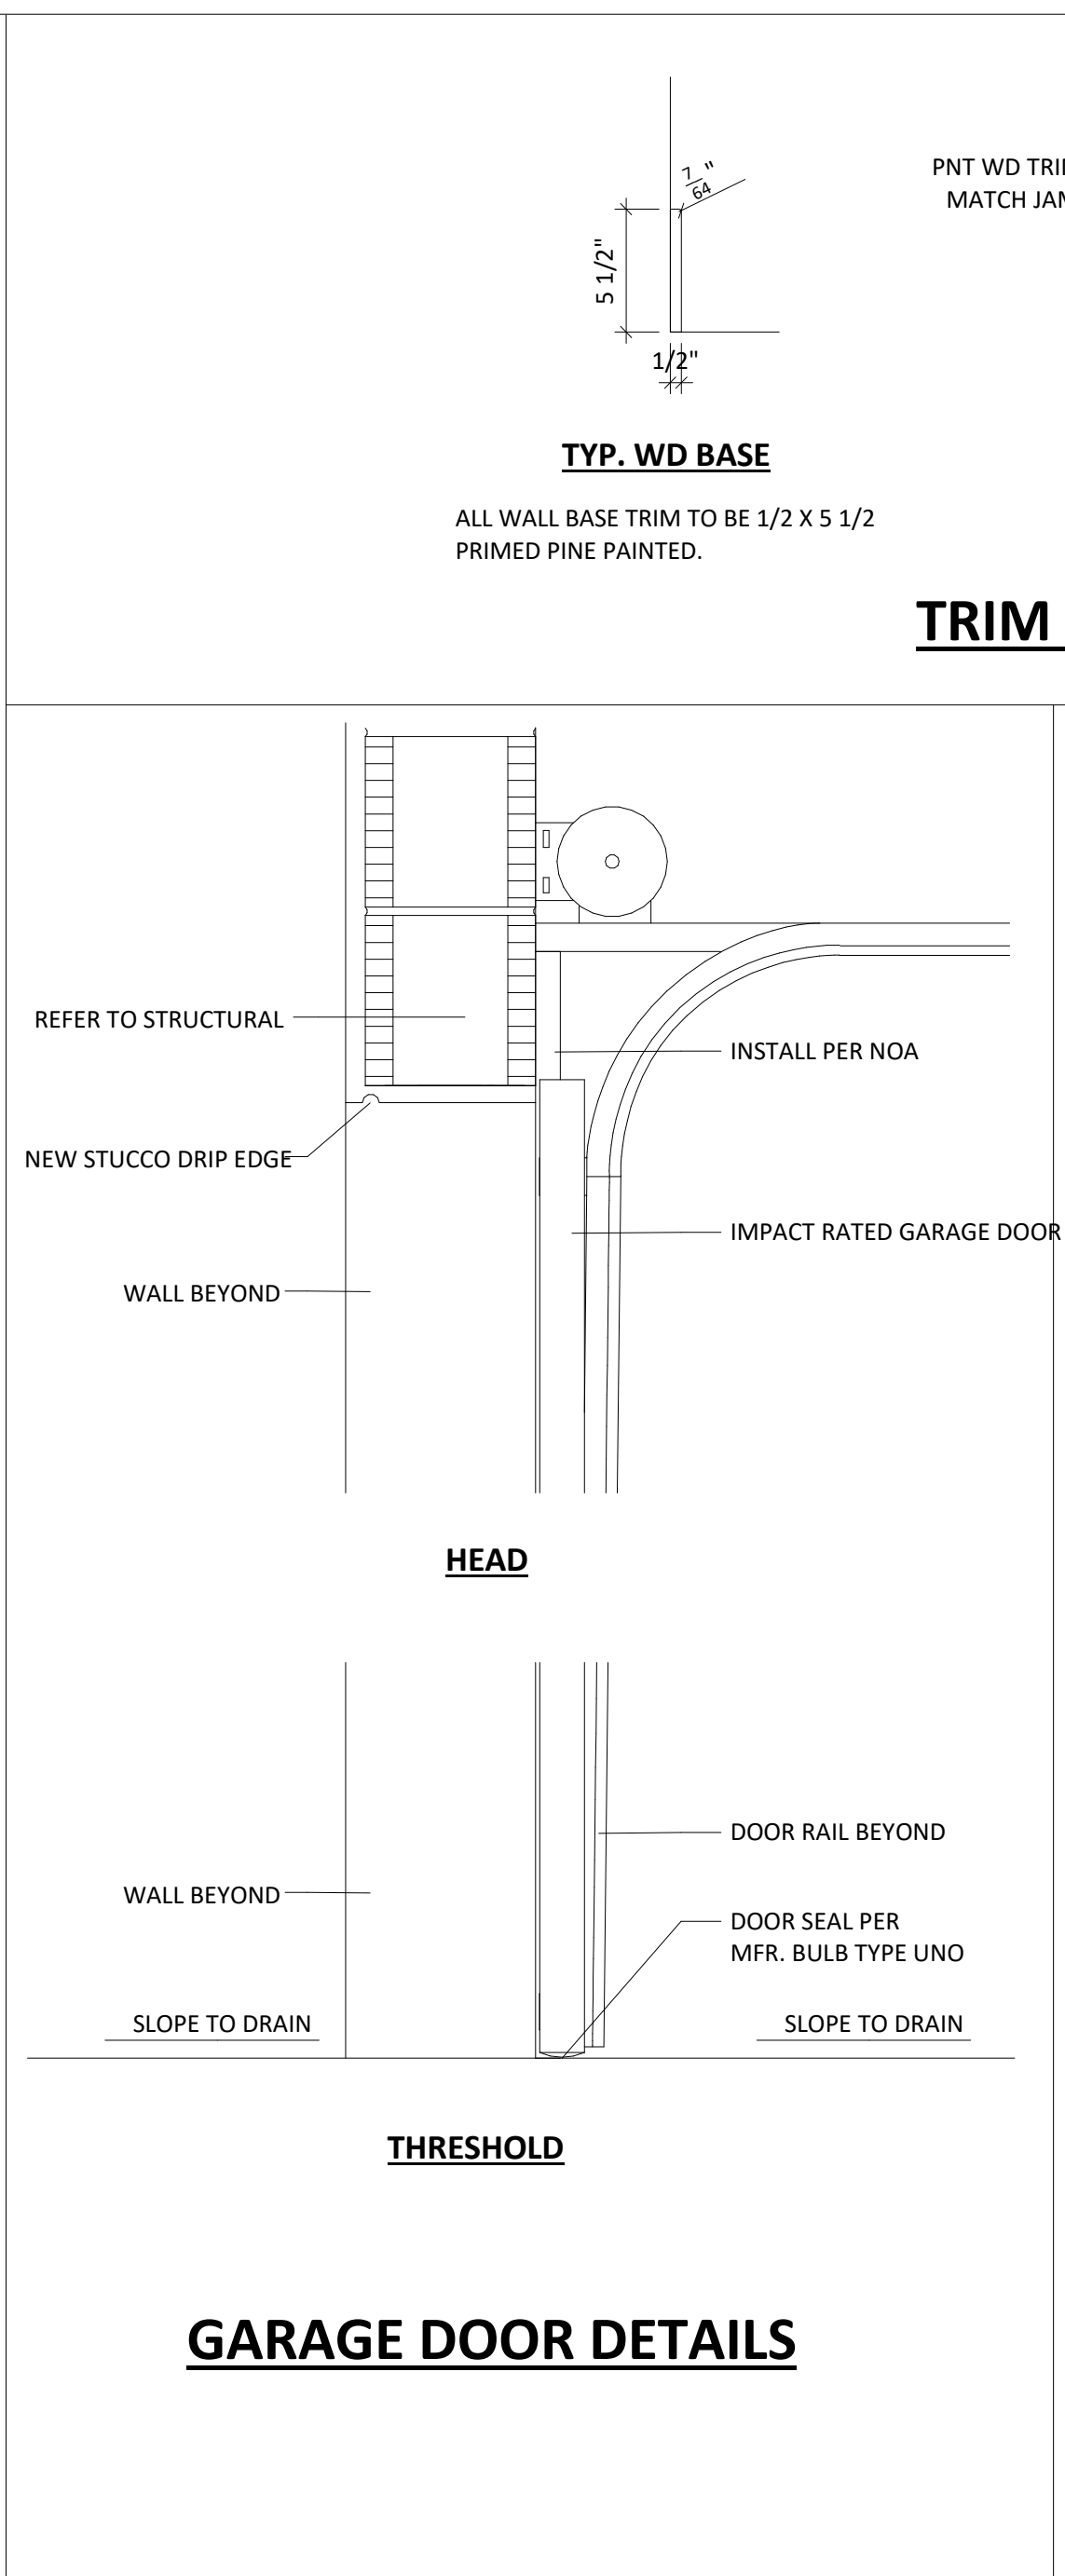 7/64"
PNT WD
MATCH
5 1/2"
1/2"
TYP. WD BASE
ALL WALL BASE TRIM TO BE 1/2 X 5 1/2
PRIMED PINE PAINTED.
TRIM
REFER TO STRUCTURAL
INSTALL PER NOA
NEW STUCCO DRIP EDGE
IMPACT RATED GARAGE DOOR
WALL BEYOND
HEAD
DOOR RAIL BEYOND
WALL BEYOND
DOOR SEAL PER
MFR. BULB TYPE UNO
SLOPE TO DRAIN
SLOPE TO DRAIN
THRESHOLD
GARAGE DOOR DETAILS